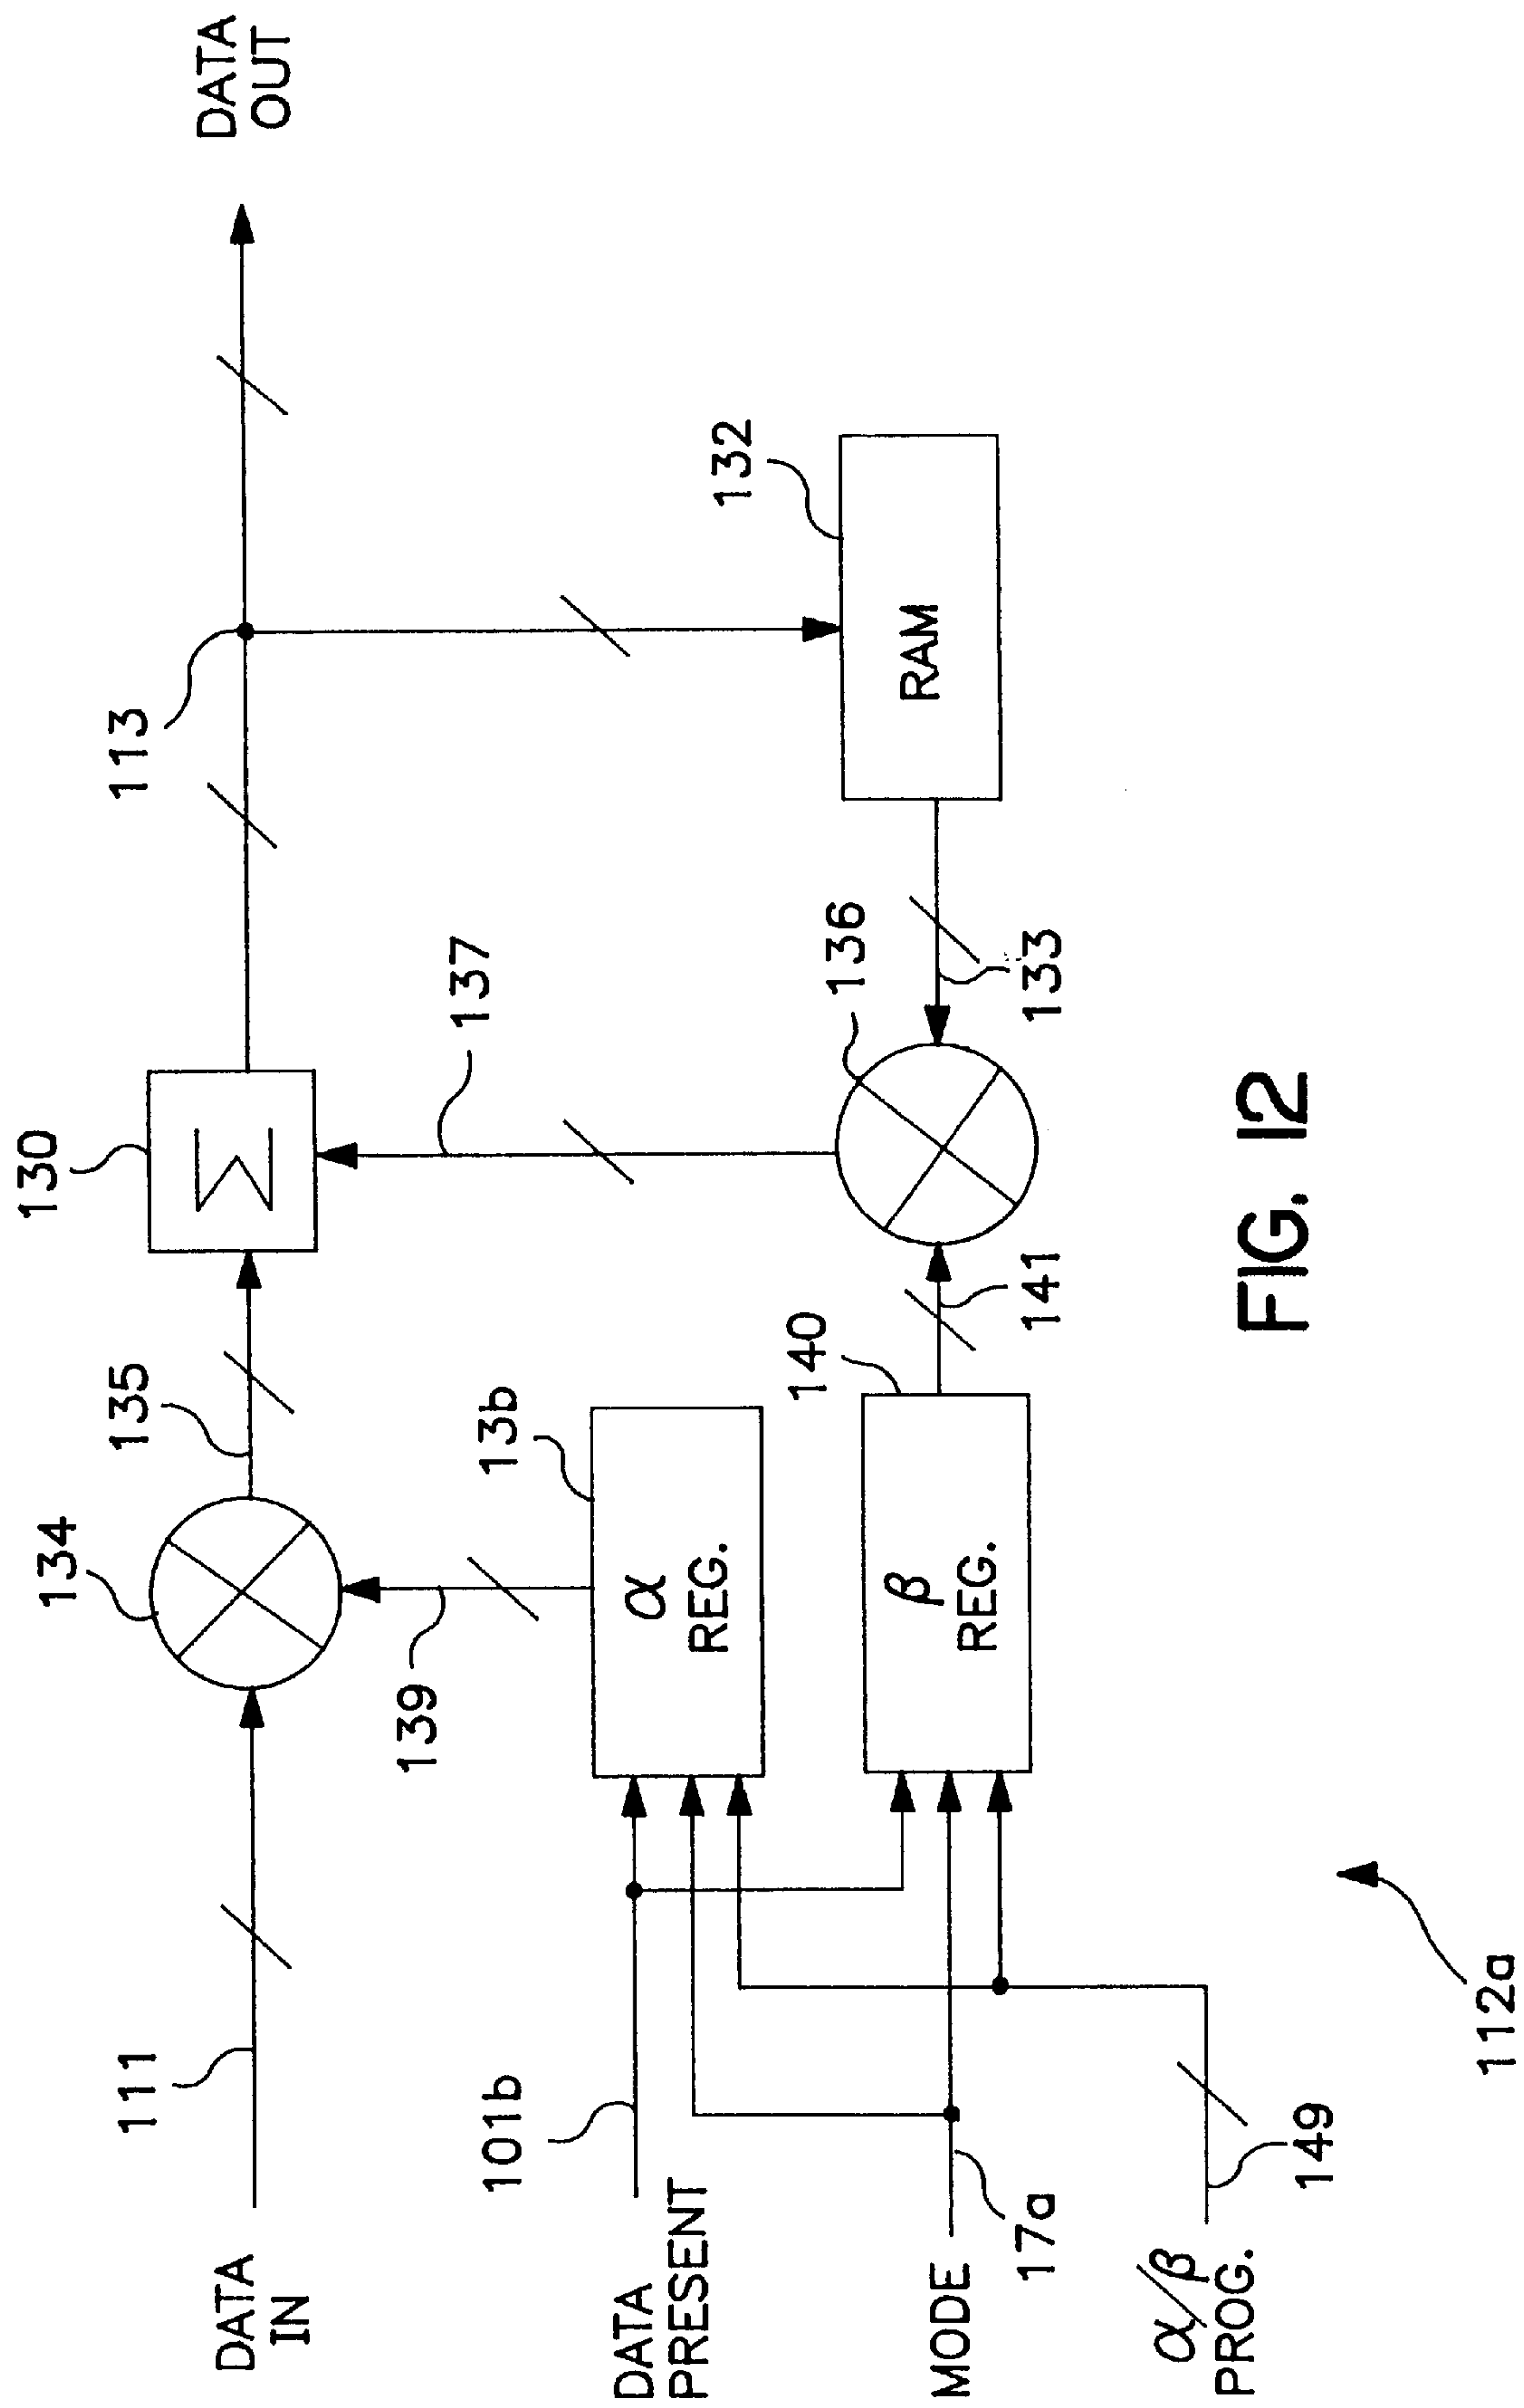 DATA
IN
111
134
135
130
113
DATA
OUT
139
137
13b
α
REG.
DATA
PRESENT
101b
MODE
17a
α/β
PROG.
149
140
β
REG.
141
136
133
132
RAM
112a
FIG. 12